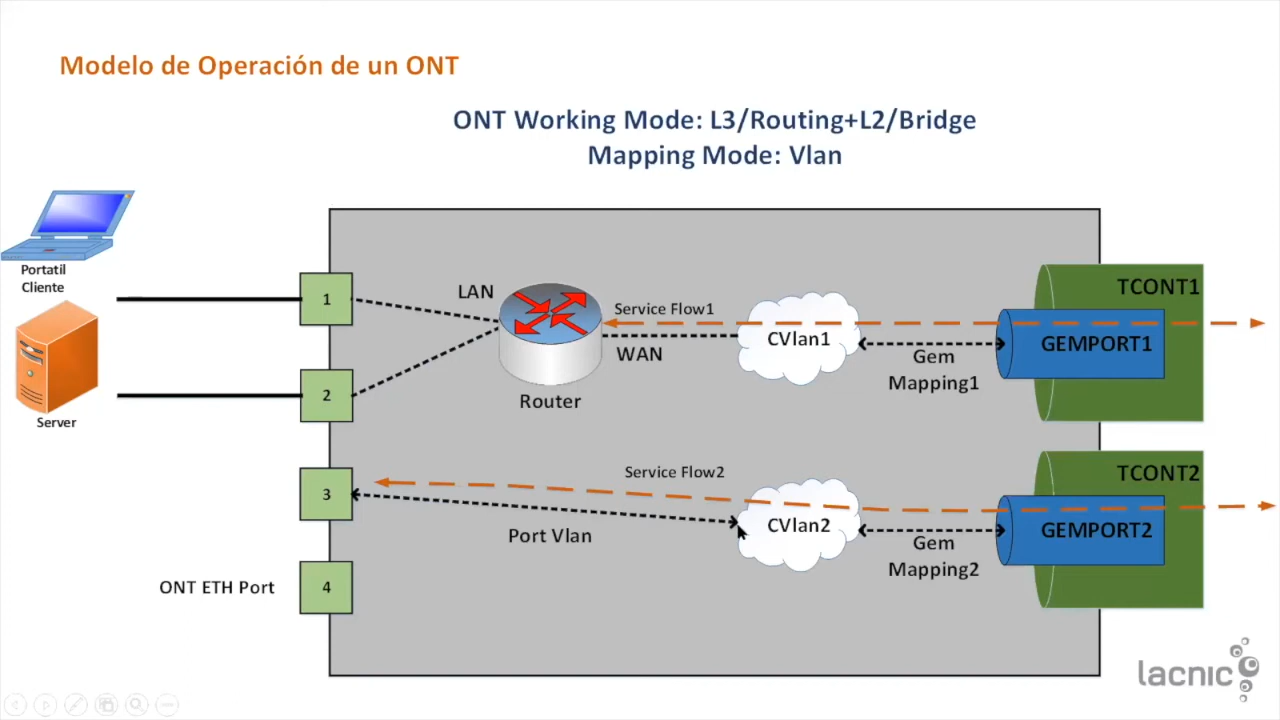 Modelo de Operación de un ONT
ONT Working Mode: L3/Routing+L2/Bridge
Mapping Mode: Vlan
Portatil
Cliente
Server
1
2
3
4
ONT ETH Port
LAN
Router
WAN
Service Flow1
CVlan1
Gem
Mapping1
TCONT1
GEMPORT1
Service Flow2
Port Vlan
CVlan2
Gem
Mapping2
TCONT2
GEMPORT2
lacnic